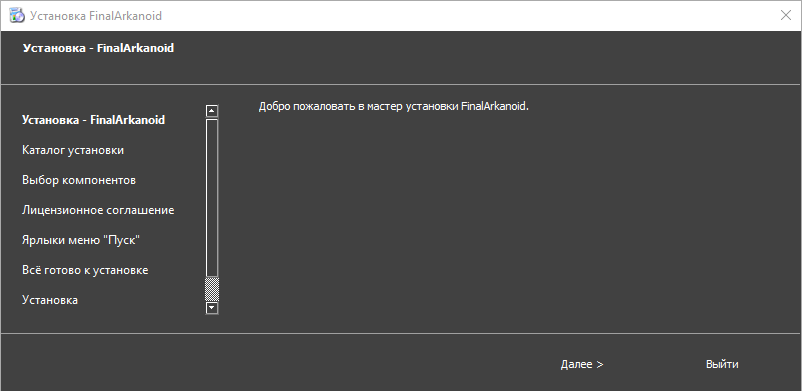 Установка FinalArkanoid
Установка - FinalArkanoid
Установка - FinalArkanoid
Добро пожаловать в мастер установки FinalArkanoid.
Каталог установки
Выбор компонентов
Лицензионное соглашение
Ярлыки меню "Пуск"
Всё готово к установке
Установка
Далее >
Выйти